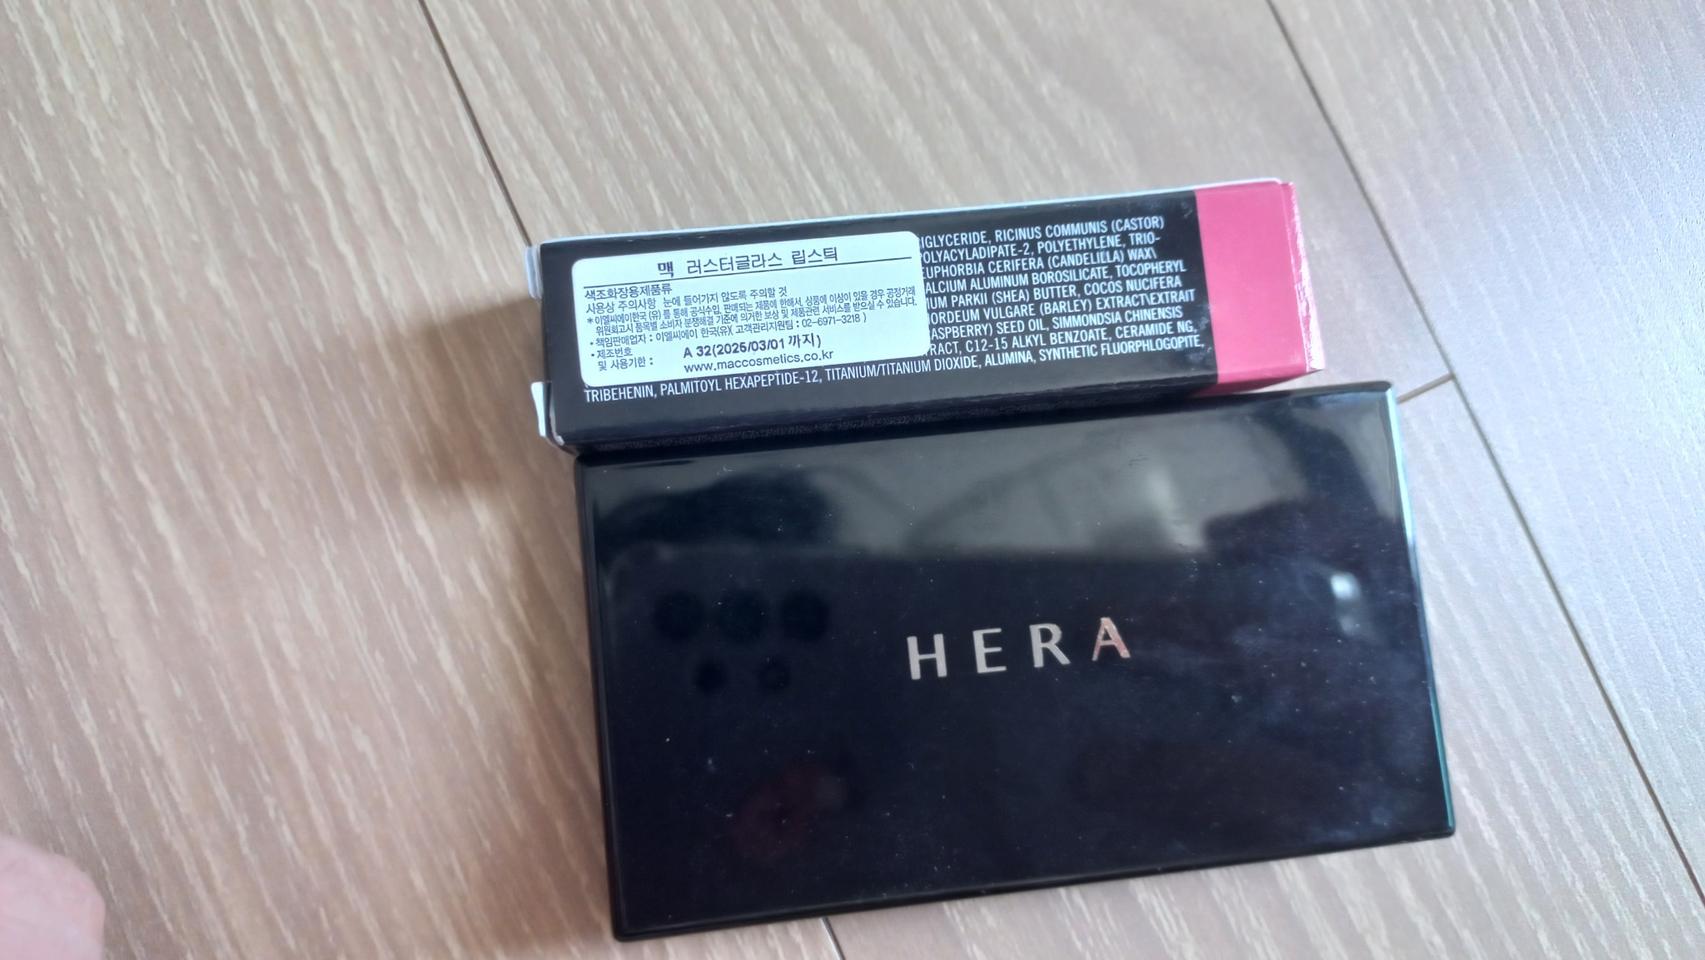 맥 러스터글라스 립스틱
색조화장용제품류
사용상 주의사항 눈에 들어가지 않도록 주의할 것
*이엘씨에이한국(유)를 통해 공식수입, 판매되는 제품에 한해서, 상품에 이상이 있을 경우 공정거래
위원회고시 품목별 소비자 분쟁해결 기준에 의거한 보상 및 제품관련 서비스를 받으실 수 있습니다.
•책임판매업자 : 이엘씨에이 한국(유)( 고객관리지원팀 : 02-6971-3218 )
•제조번호
및 사용기한 : A 32(2026/03/01 까지)
www.maccosmetics.co.kr
IGLYCERIDE, RICINUS COMMUNIS (CASTOR)
POLYACYLADIPATE-2, POLYETHYLENE, TRIO-
EUPHORBIA CERIFERA (CANDELILLA) WAX\
ALCIUM ALUMINUM BOROSILICATE, TOCOPHERYL
UM PARKII (SHEA) BUTTER, COCOS NUCIFERA
HORDEUM VULGARE (BARLEY) EXTRACT\EXTRAIT
ASPBERRY) SEED OIL, SIMMONDSIA CHINENSIS
RACT, C12-15 ALKYL BENZOATE, CERAMIDE NG,
TRIBEHENIN, PALMITOYL HEXAPEPTIDE-12, TITANIUM/TITANIUM DIOXIDE, ALUMINA, SYNTHETIC FLUORPHLOGOPITE,
HERA